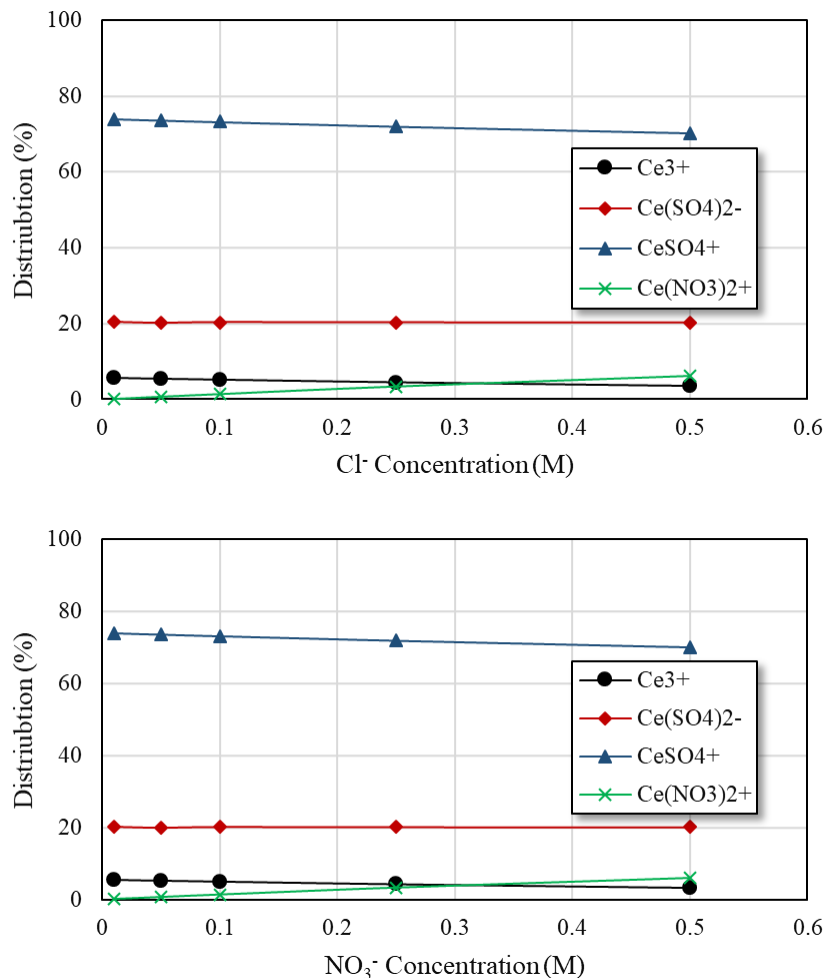 100
80
60
40
20
0
Distriubtion (%)
Ce3+
Ce(SO4)2-
CeSO4+
Ce(NO3)2+
0 0.1 0.2 0.3 0.4 0.5 0.6
Cl- Concentration (M)
100
80
60
40
20
0
Distriubtion (%)
Ce3+
Ce(SO4)2-
CeSO4+
Ce(NO3)2+
0 0.1 0.2 0.3 0.4 0.5 0.6
NO3- Concentration (M)